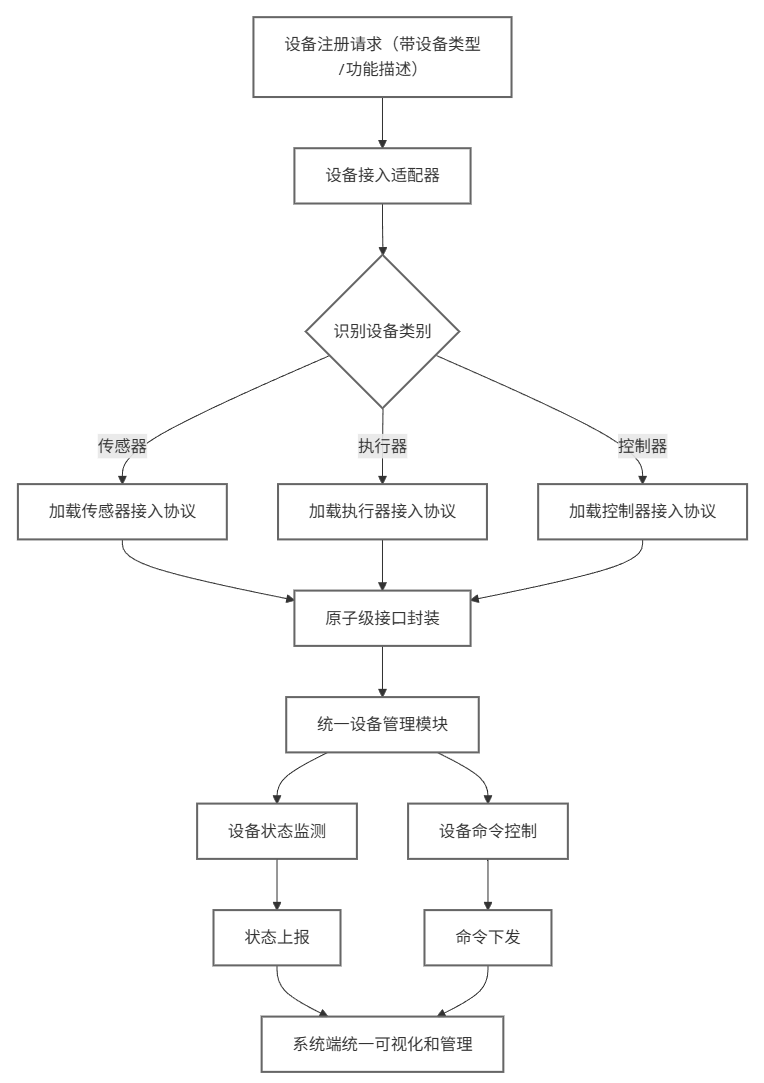 设备注册请求（带设备类型
/功能描述）
设备接入适配器
识别设备类别
传感器
执行器
控制器
加载传感器接入协议
加载执行器接入协议
加载控制器接入协议
原子级接口封装
统一设备管理模块
设备状态监测
设备命令控制
状态上报
命令下发
系统端统一可视化和管理